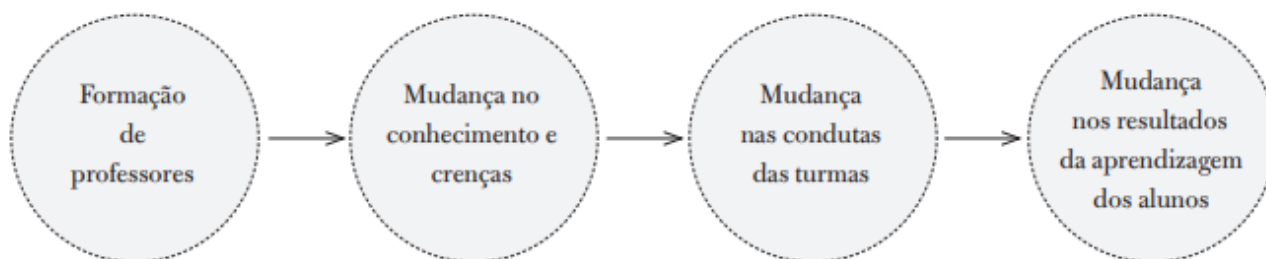 Formação
de
professores
Mudança no
conhecimento e
crenças
Mudança
nas condutas
das turmas
Mudança
nos resultados
da aprendizagem
dos alunos